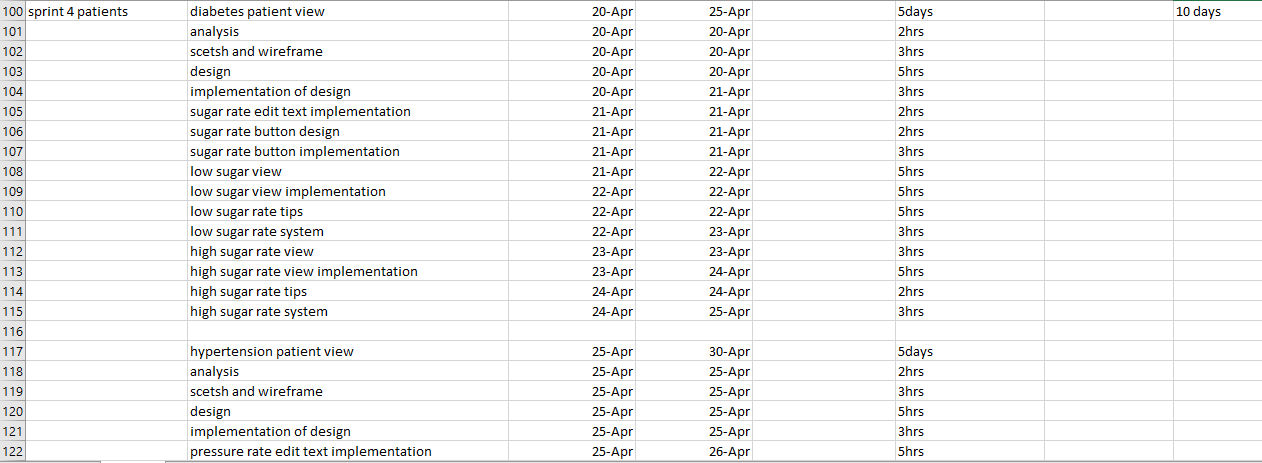 100 sprint 4 patients diabetes patient view 20-Apr 25-Apr 5days 10 days
101 analysis 20-Apr 20-Apr 2hrs
102 scetsh and wireframe 20-Apr 20-Apr 3hrs
103 design 20-Apr 20-Apr 5hrs
104 implementation of design 20-Apr 21-Apr 3hrs
105 sugar rate edit text implementation 21-Apr 21-Apr 2hrs
106 sugar rate button design 21-Apr 21-Apr 2hrs
107 sugar rate button implementation 21-Apr 21-Apr 3hrs
108 low sugar view 21-Apr 22-Apr 5hrs
109 low sugar view implementation 22-Apr 22-Apr 5hrs
110 low sugar rate tips 22-Apr 22-Apr 5hrs
111 low sugar rate system 22-Apr 23-Apr 3hrs
112 high sugar rate view 23-Apr 23-Apr 3hrs
113 high sugar rate view implementation 23-Apr 24-Apr 5hrs
114 high sugar rate tips 24-Apr 24-Apr 2hrs
115 high sugar rate system 24-Apr 25-Apr 3hrs
116
117 hypertension patient view 25-Apr 30-Apr 5days
118 analysis 25-Apr 25-Apr 2hrs
119 scetsh and wireframe 25-Apr 25-Apr 3hrs
120 design 25-Apr 25-Apr 5hrs
121 implementation of design 25-Apr 25-Apr 3hrs
122 pressure rate edit text implementation 25-Apr 26-Apr 5hrs